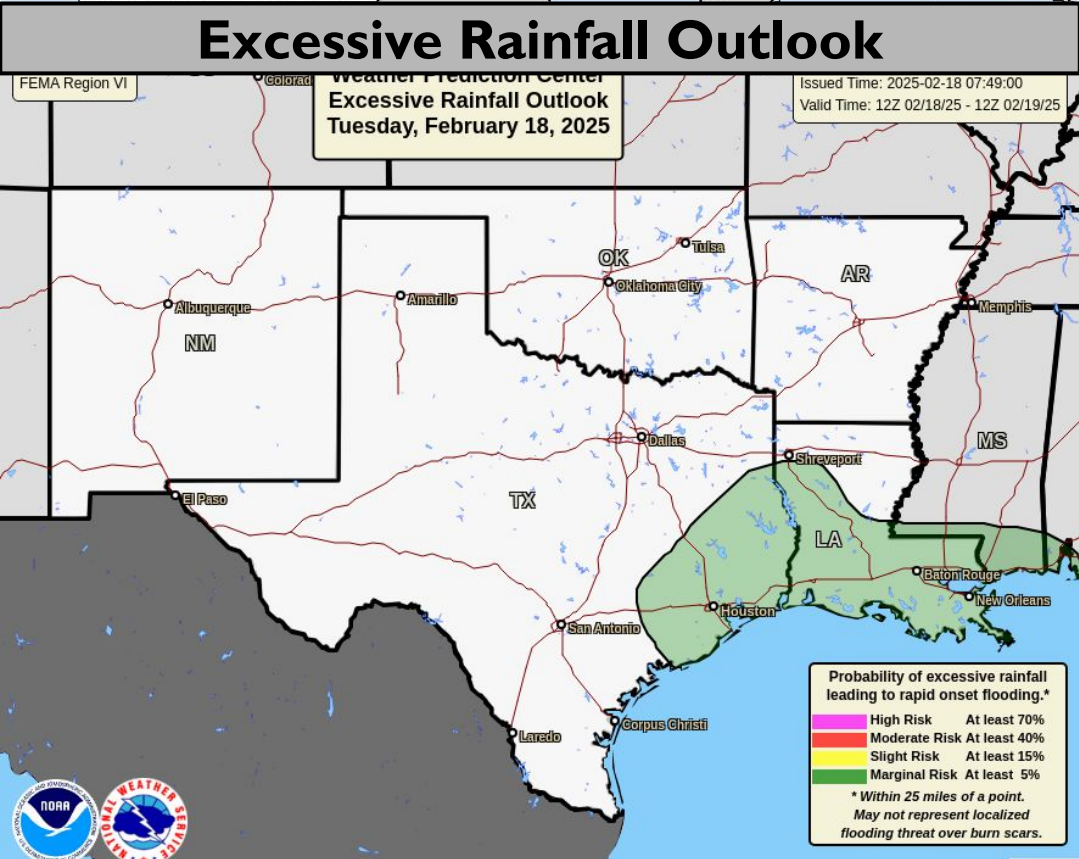 Excessive Rainfall Outlook
FEMA Region VI
Weather Prediction Center
Excessive Rainfall Outlook
Tuesday, February 18, 2025
Issued Time: 2025-02-18 07:49:00
Valid Time: 12Z 02/18/25 - 12Z 02/19/25
Colorad
Tulsa
OK
Oklahoma City
AR
Amarillo
Albuquerque
Memphis
NM
Dallas
MS
Shreveport
El Paso
TX
LA
Baton Rouge
New Orleans
Houston
San Antonio
Corpus Christi
Laredo
Probability of excessive rainfall
leading to rapid onset flooding.*
High Risk At least 70%
Moderate Risk At least 40%
Slight Risk At least 15%
Marginal Risk At least 5%
* Within 25 miles of a point.
May not represent localized
flooding threat over burn scars.
NOAA
NATIONAL WEATHER SERVICE